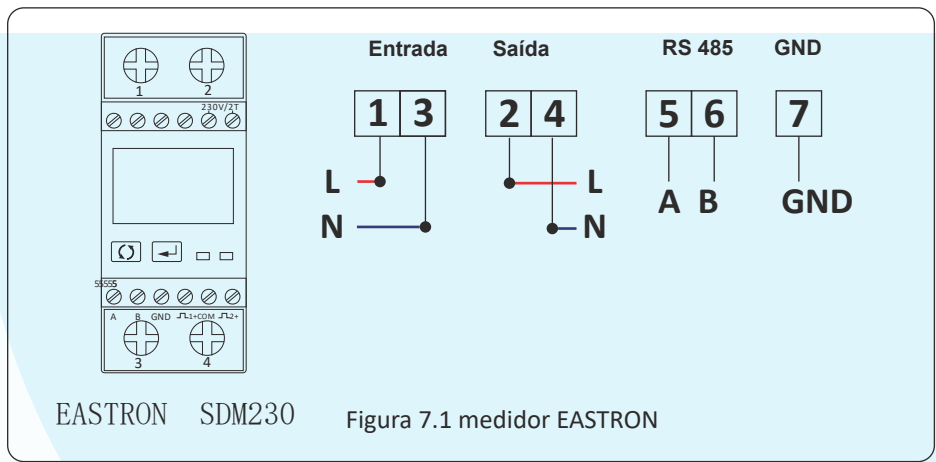 Entrada Saída RS 485 GND
1 2
230V/2T
1 3 2 4 5 6 7
L L
A B GND
N N
55555
A B GND 1+COM 2+
3 4
EASTRON SDM230
Figura 7.1 medidor EASTRON